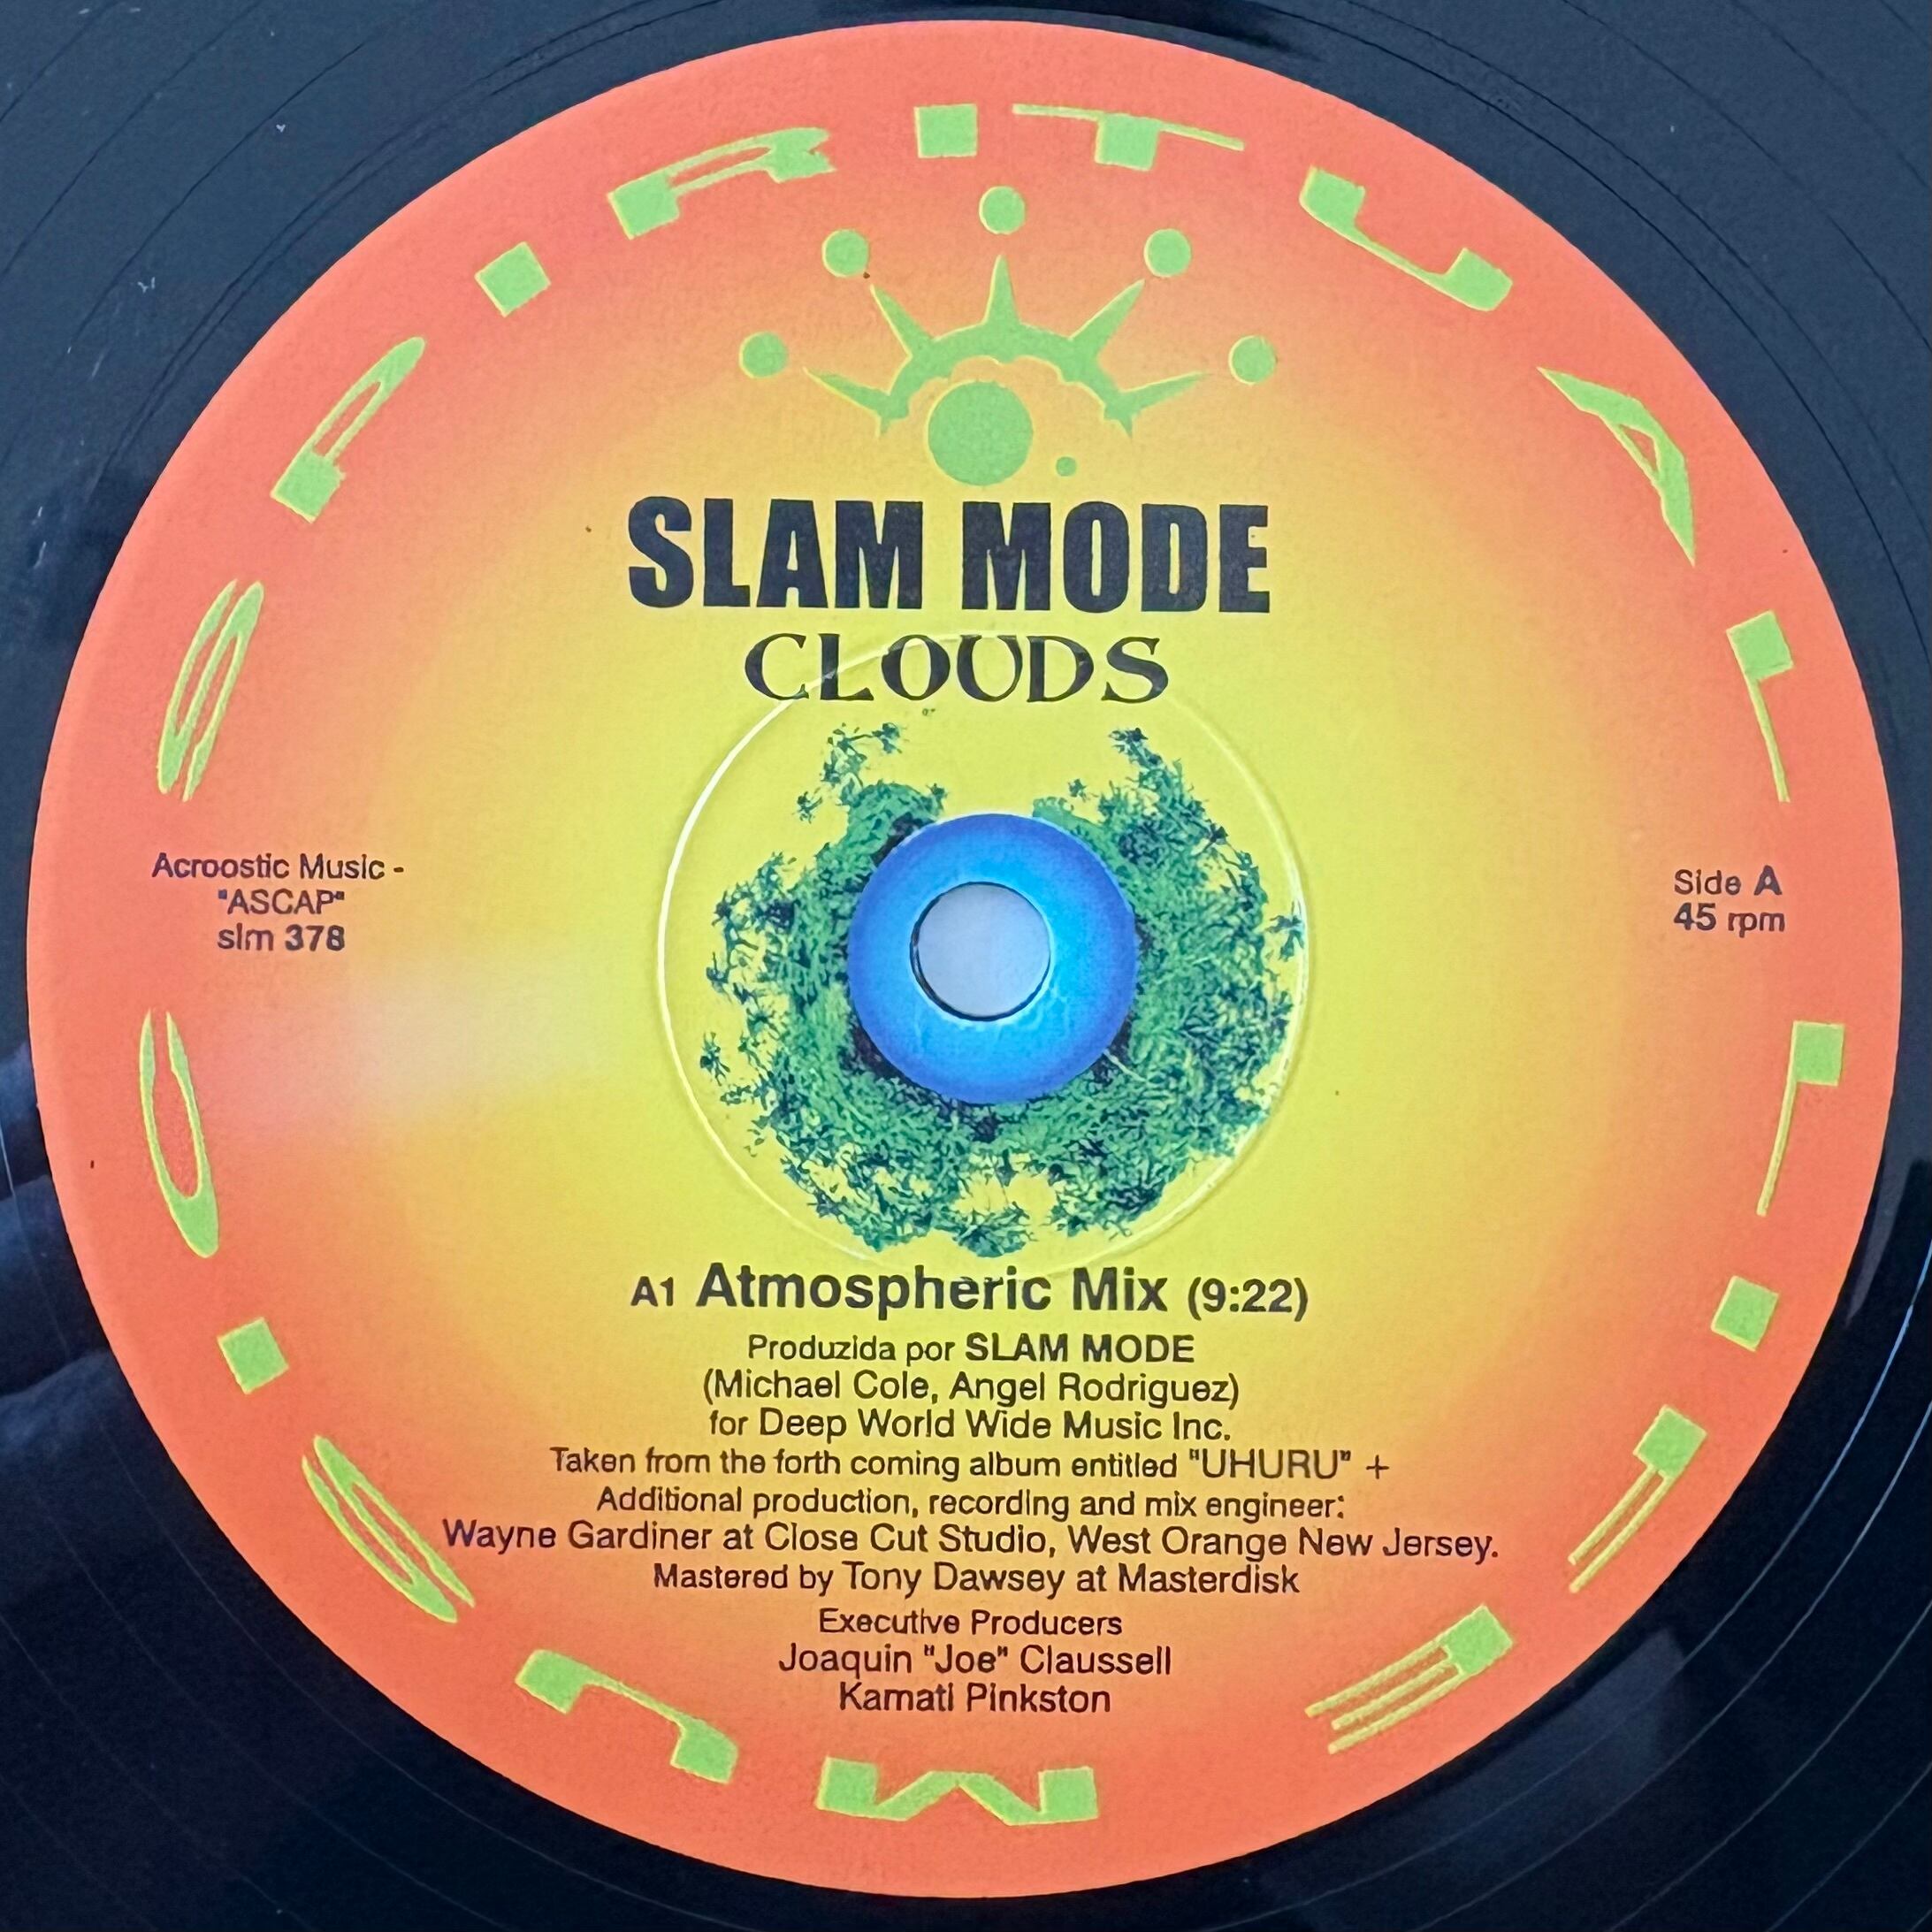 SPIRITUAL LIFE MUSIC
SLAM MODE
CLOUDS
Acroostic Music -
"ASCAP"
slm 378
Side A
45 rpm
A1 Atmospheric Mix (9:22)
Produzida por SLAM MODE
(Michael Cole, Angel Rodriguez)
for Deep World Wide Music Inc.
Taken from the forth coming album entitled "UHURU" +
Additional production, recording and mix engineer:
Wayne Gardiner at Close Cut Studio, West Orange New Jersey.
Mastered by Tony Dawsey at Masterdisk
Executive Producers
Joaquin "Joe" Claussell
Kamati Pinkston